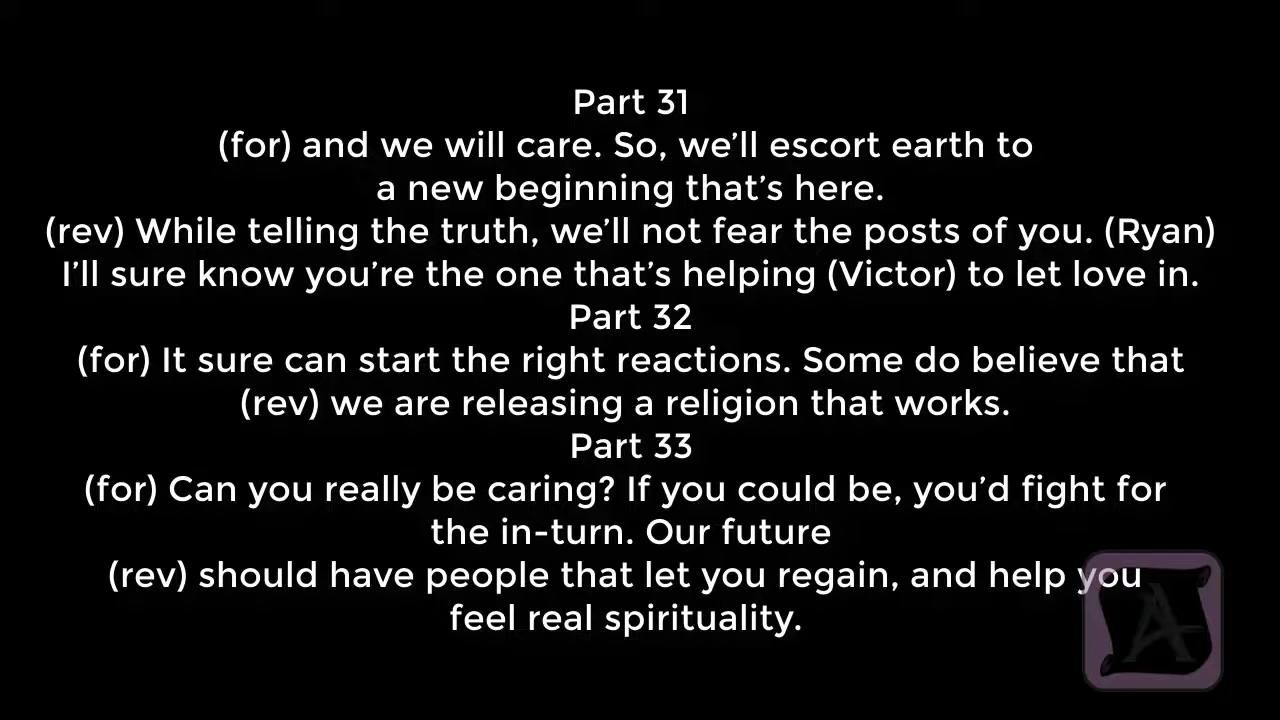 Part 31
(for) and we will care. So, we’ll escort earth to
a new beginning that’s here.
(rev) While telling the truth, we’ll not fear the posts of you. (Ryan)
I’ll sure know you’re the one that’s helping (Victor) to let love in.
Part 32
(for) It sure can start the right reactions. Some do believe that
(rev) we are releasing a religion that works.
Part 33
(for) Can you really be caring? If you could be, you’d fight for
the in-turn. Our future
(rev) should have people that let you regain, and help you
feel real spirituality.
A